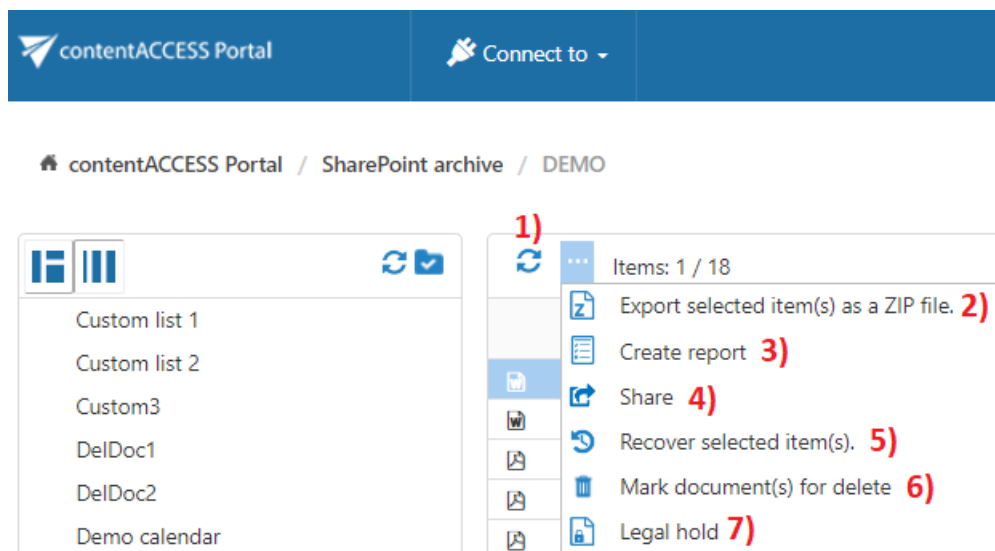 contentACCESS Portal
Connect to
contentACCESS Portal / SharePoint archive / DEMO
1)
Items: 1 / 18
Export selected item(s) as a ZIP file. 2)
Custom list 1
Create report 3)
Custom list 2
Share 4)
Custom3
Recover selected item(s). 5)
DelDoc1
Mark document(s) for delete 6)
DelDoc2
Legal hold 7)
Demo calendar